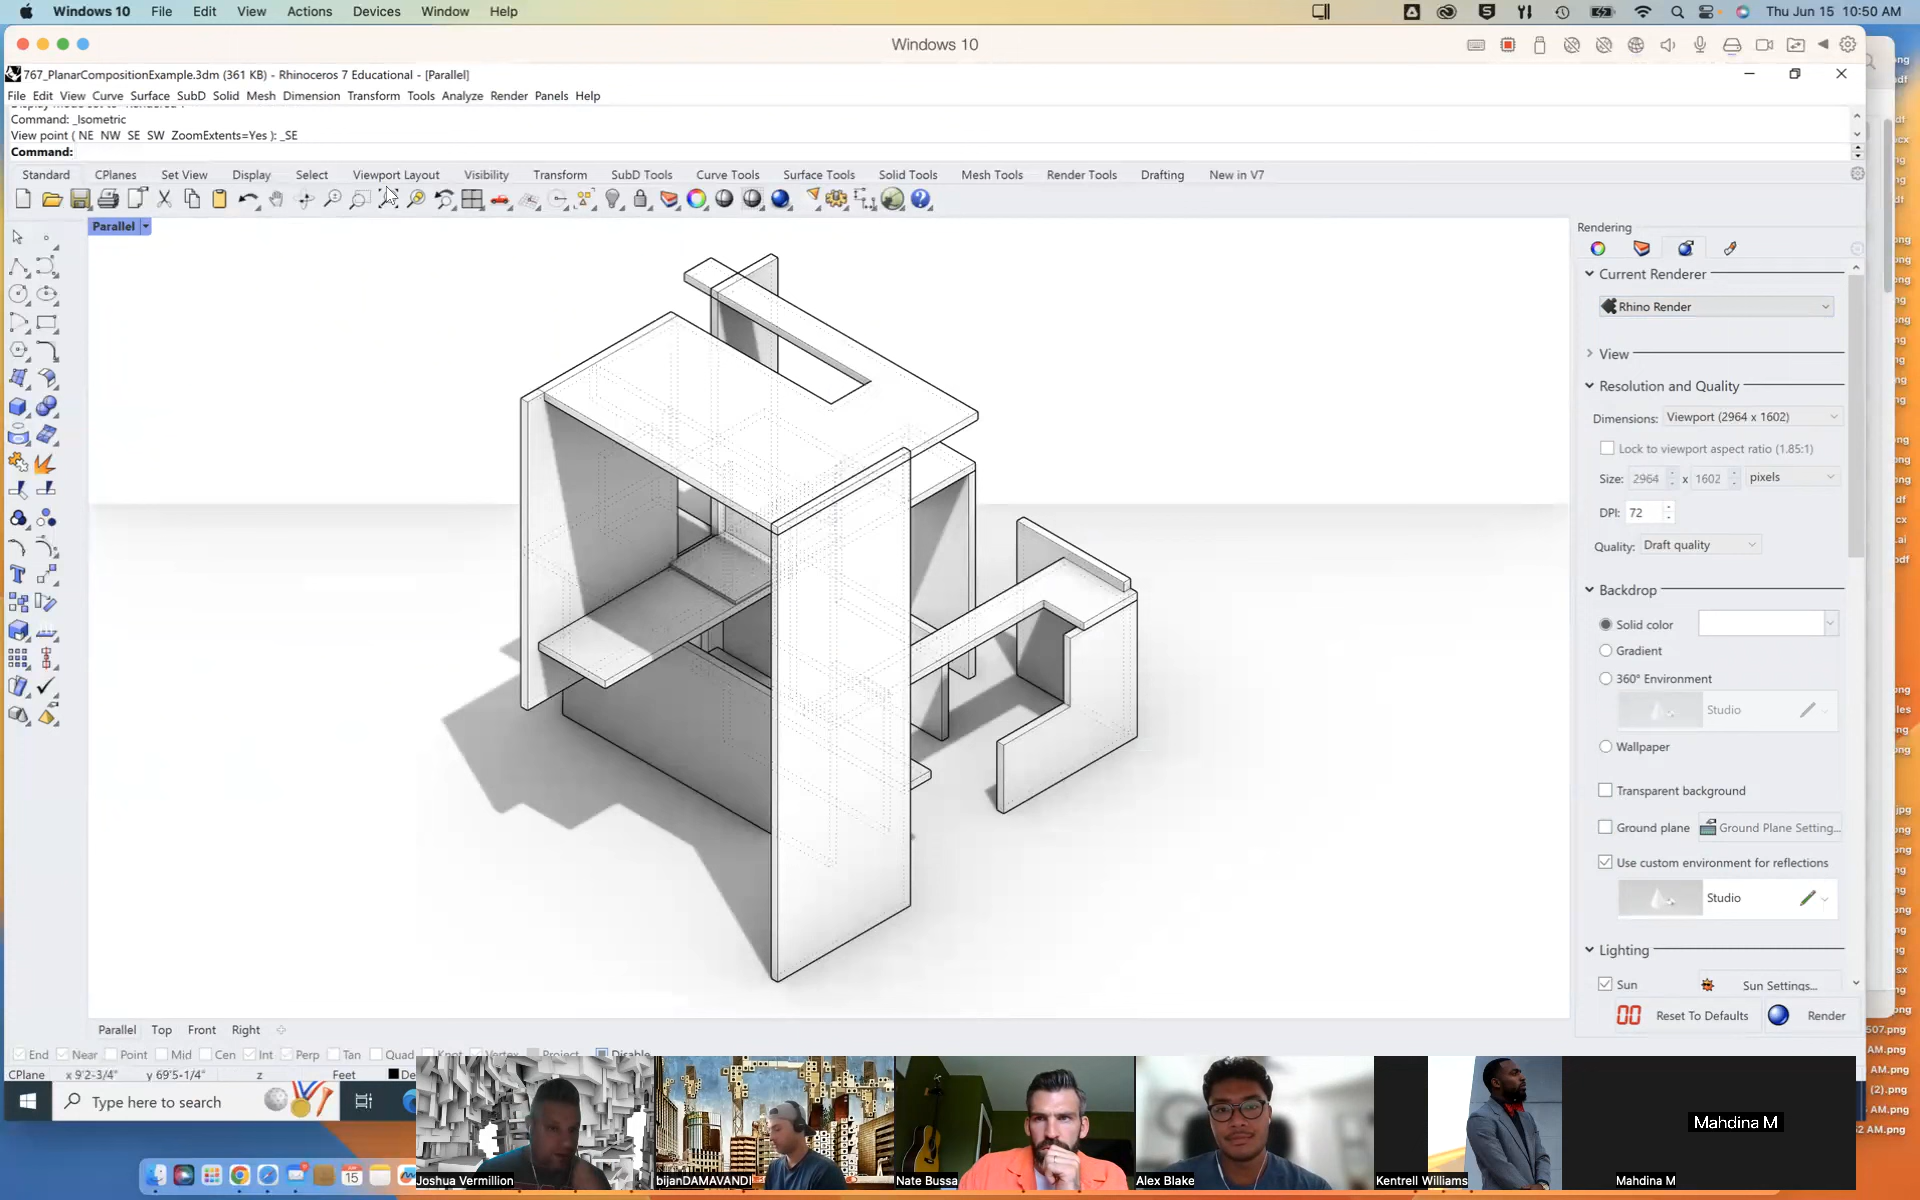 Windows 10 File Edit View Actions Devices Window Help
Thu Jun 15 10:50 AM
Windows 10
767_PlanarCompositionExample.3dm (361 KB) - Rhinoceros 7 Educational - [Parallel]
File Edit View Curve Surface SubD Solid Mesh Dimension Transform Tools Analyze Render Panels Help
Command: _Isometric
View point ( NE NW SE SW ZoomExtents=Yes ): _SE
Command:
Standard CPlanes Set View Display Select Viewport Layout Visibility Transform SubD Tools Curve Tools Surface Tools Solid Tools Mesh Tools Render Tools Drafting New in V7
Parallel
Rendering
Current Renderer
Rhino Render
View
Resolution and Quality
Dimensions: Viewport (2964 x 1602)
Lock to viewport aspect ratio (1.85:1)
Size: 2964 x 1602 pixels
DPI: 72
Quality: Draft quality
Backdrop
Solid color
Gradient
360° Environment
Studio
Wallpaper
Transparent background
Ground plane Ground Plane Setting...
Use custom environment for reflections
Studio
Lighting
Sun Sun Settings...
Reset To Defaults Render
Parallel Top Front Right
End Near Point Mid Cen Int Perp Tan Quad Knot Vertex Project Disable
CPlane x 9'2-3/4" y 69'5-1/4" z Feet De
Type here to search
Joshua Vermillion
bijanDAMAVANDI
Nate Bussa
Alex Blake
Kentrell Williams
Mahdina M
Mahdina M